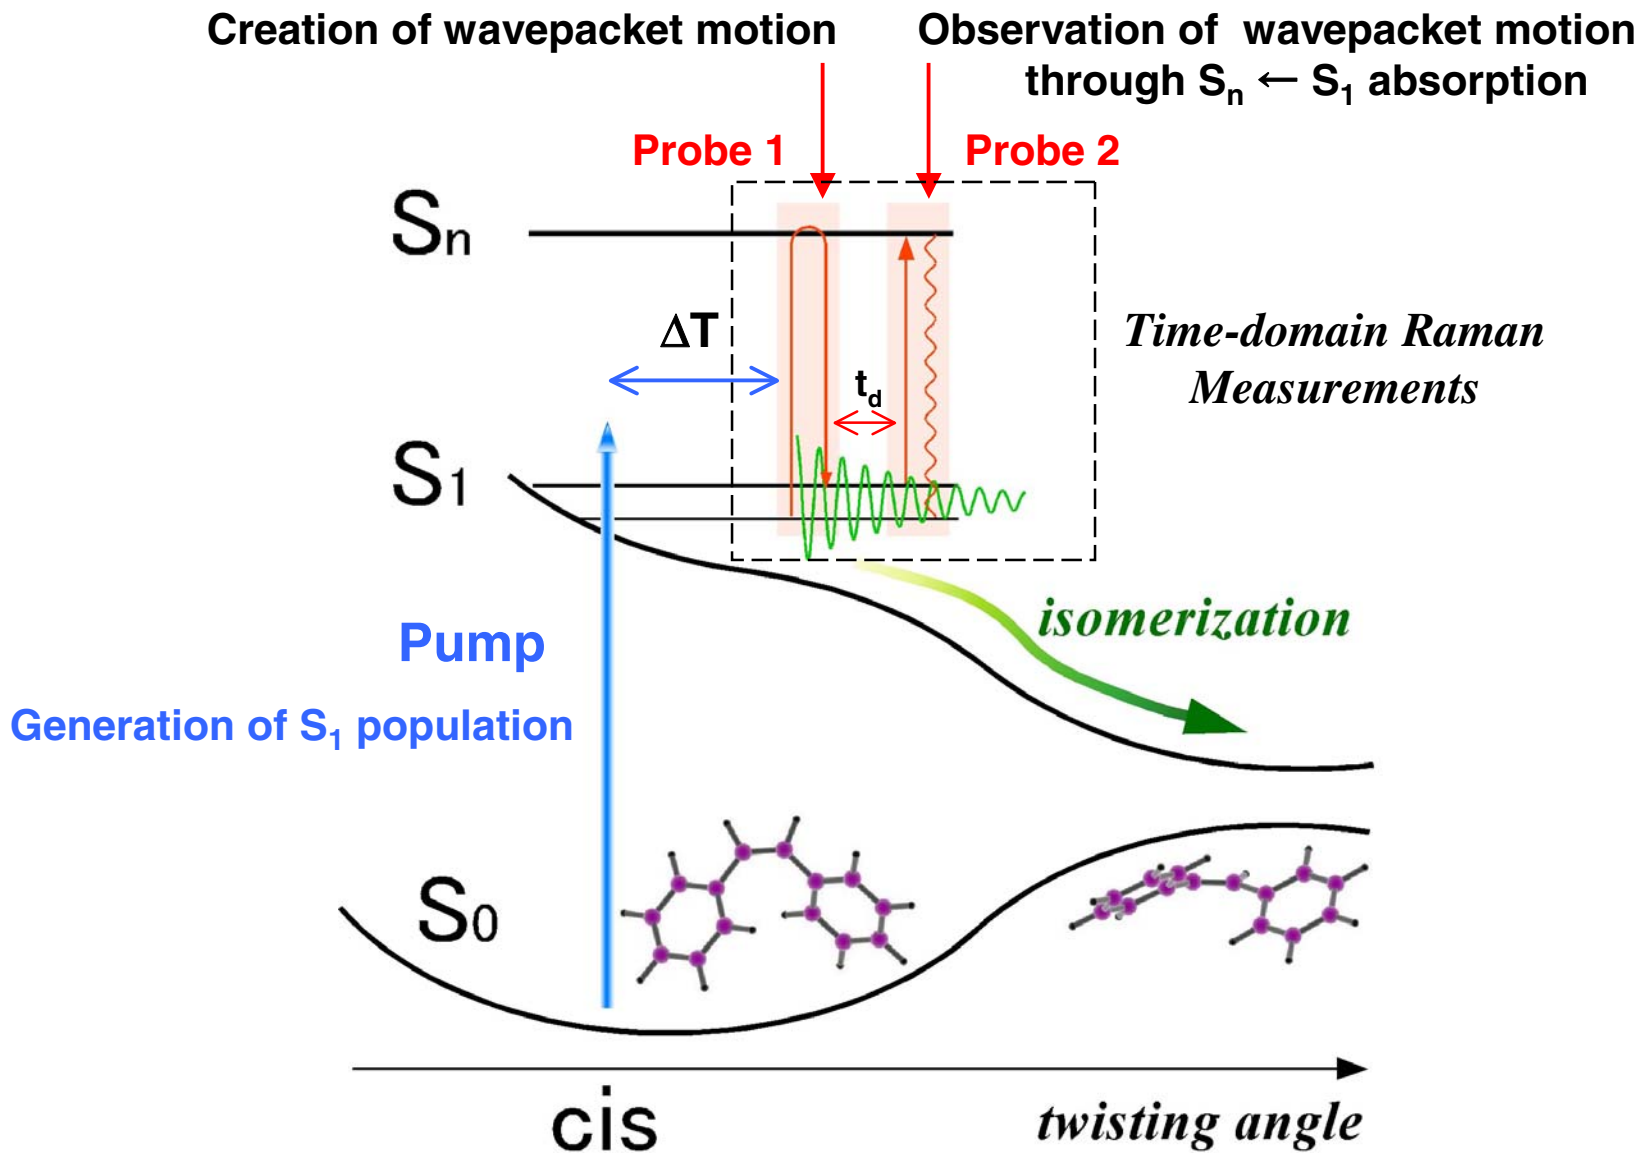 Creation of wavepacket motion
Observation of wavepacket motion
through Sn ← S1 absorption
Probe 1
Probe 2
Sn
ΔT
td
Time-domain Raman
Measurements
S1
isomerization
Pump
Generation of S1 population
S0
cis
twisting angle